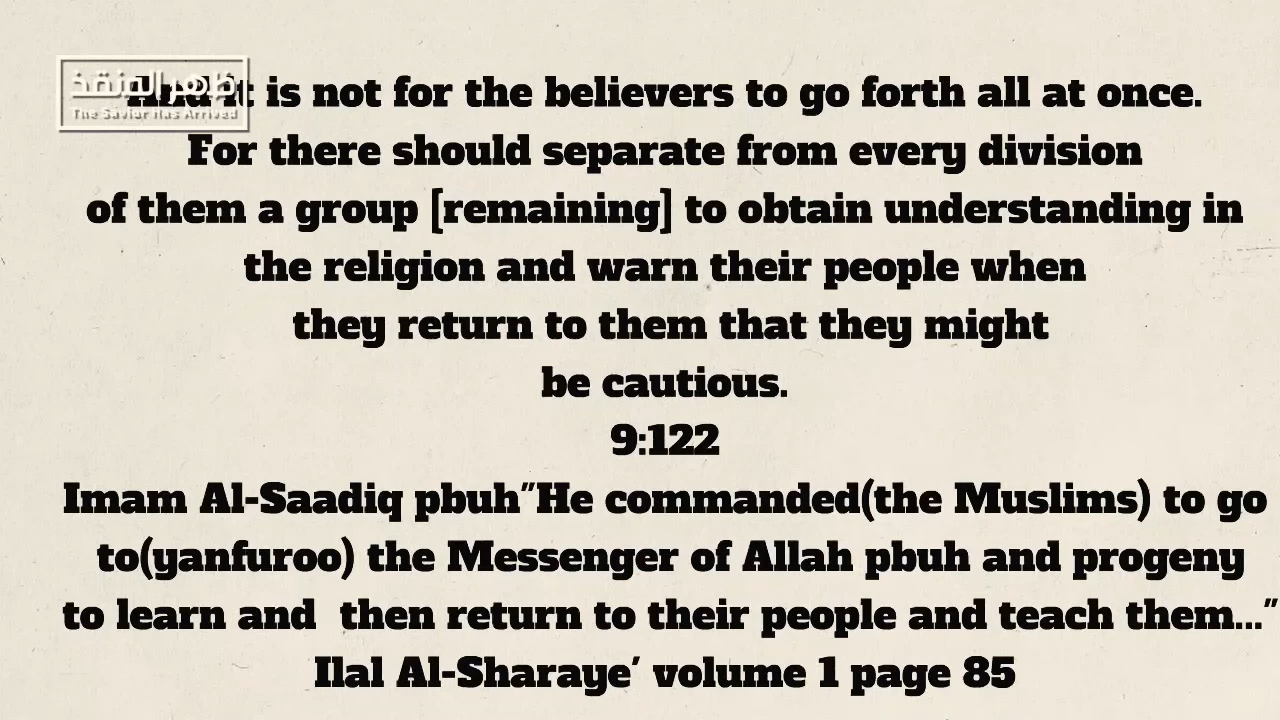 ظهر المنقذ
The Savior Has Arrived
And it is not for the believers to go forth all at once.
For there should separate from every division
of them a group [remaining] to obtain understanding in
the religion and warn their people when
they return to them that they might
be cautious.
9:122
Imam Al-Saadiq pbuh"He commanded(the Muslims) to go
to(yanfuroo) the Messenger of Allah pbuh and progeny
to learn and  then return to their people and teach them..."
Ilal Al-Sharaye' volume 1 page 85